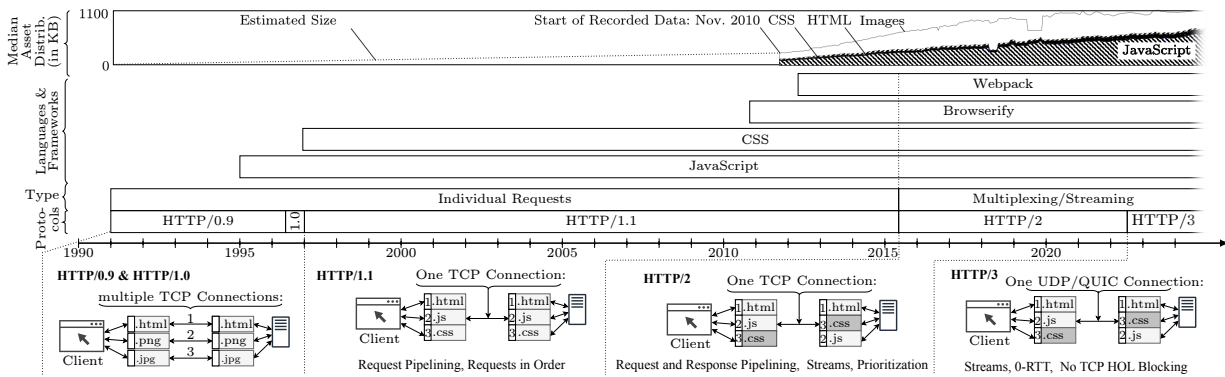 Median Asset Distrib. (in KB)
1100
0
Estimated Size
Start of Recorded Data: Nov. 2010 CSS HTML Images
JavaScript
Languages & Frameworks
Webpack
Browserify
CSS
JavaScript
Type
Individual Requests
Multiplexing/Streaming
Proto-cols
HTTP/0.9
1.0
HTTP/1.1
HTTP/2
HTTP/3
1990 1995 2000 2005 2010 2015 2020
HTTP/0.9 & HTTP/1.0
multiple TCP Connections:
.html 1 .html
.png 2 .png
.jpg 3 .jpg
Client
HTTP/1.1
One TCP Connection:
1 .html 1 .html
2 .js 2 .js
3 .css 3 .css
Client
Request Pipelining, Requests in Order
HTTP/2
One TCP Connection:
1 .html 1 .html
2 .js 3 .css
3 .css 2 .js
Client
Request and Response Pipelining, Streams, Prioritization
HTTP/3
One UDP/QUIC Connection:
1 .html 1 .html
2 .js 3 .css
3 .css 2 .js
Client
Streams, 0-RTT, No TCP HOL Blocking